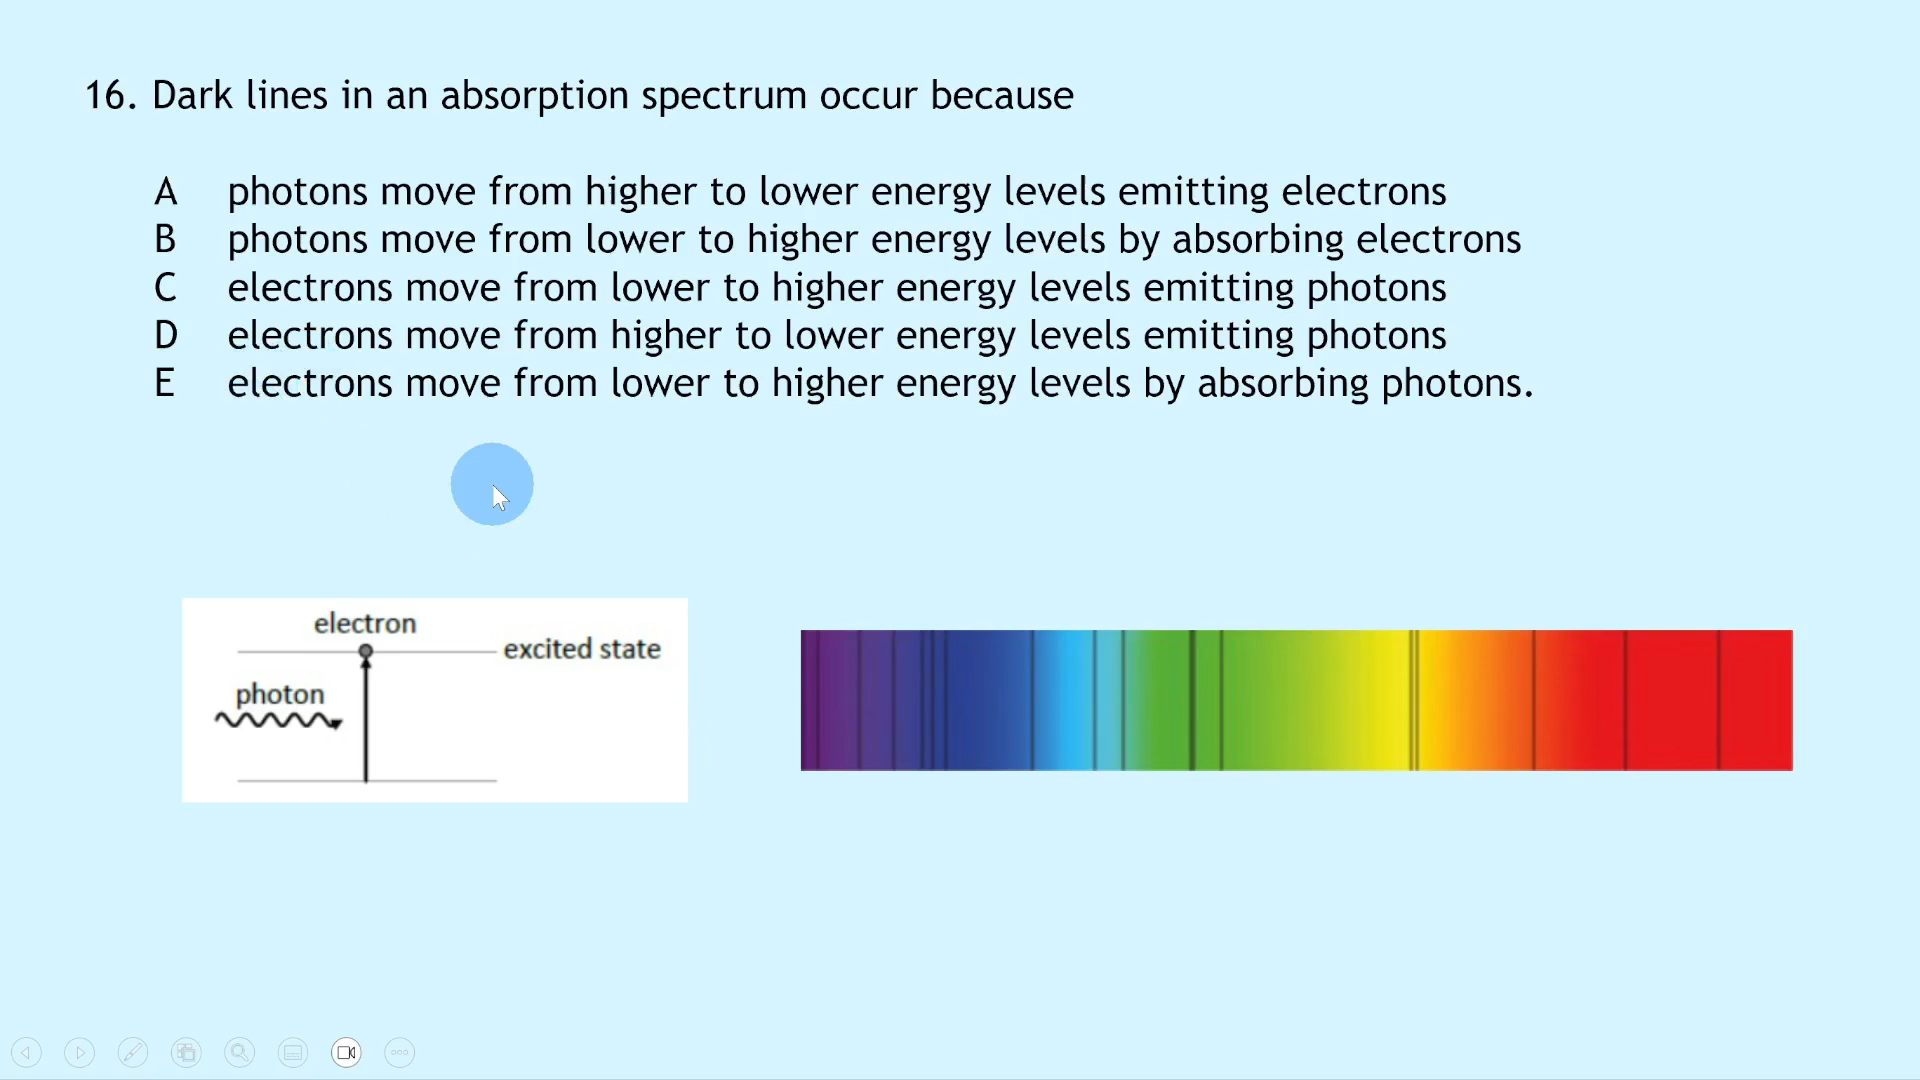 16. Dark lines in an absorption spectrum occur because
A photons move from higher to lower energy levels emitting electrons
B photons move from lower to higher energy levels by absorbing electrons
C electrons move from lower to higher energy levels emitting photons
D electrons move from higher to lower energy levels emitting photons
E electrons move from lower to higher energy levels by absorbing photons.
electron
excited state
photon